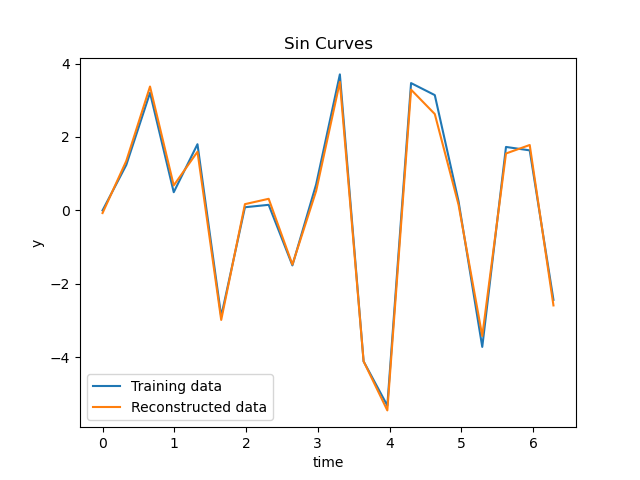 Sin Curves
4
2
0
−2
−4
y
0
1
2
3
4
5
6
time
Training data
Reconstructed data